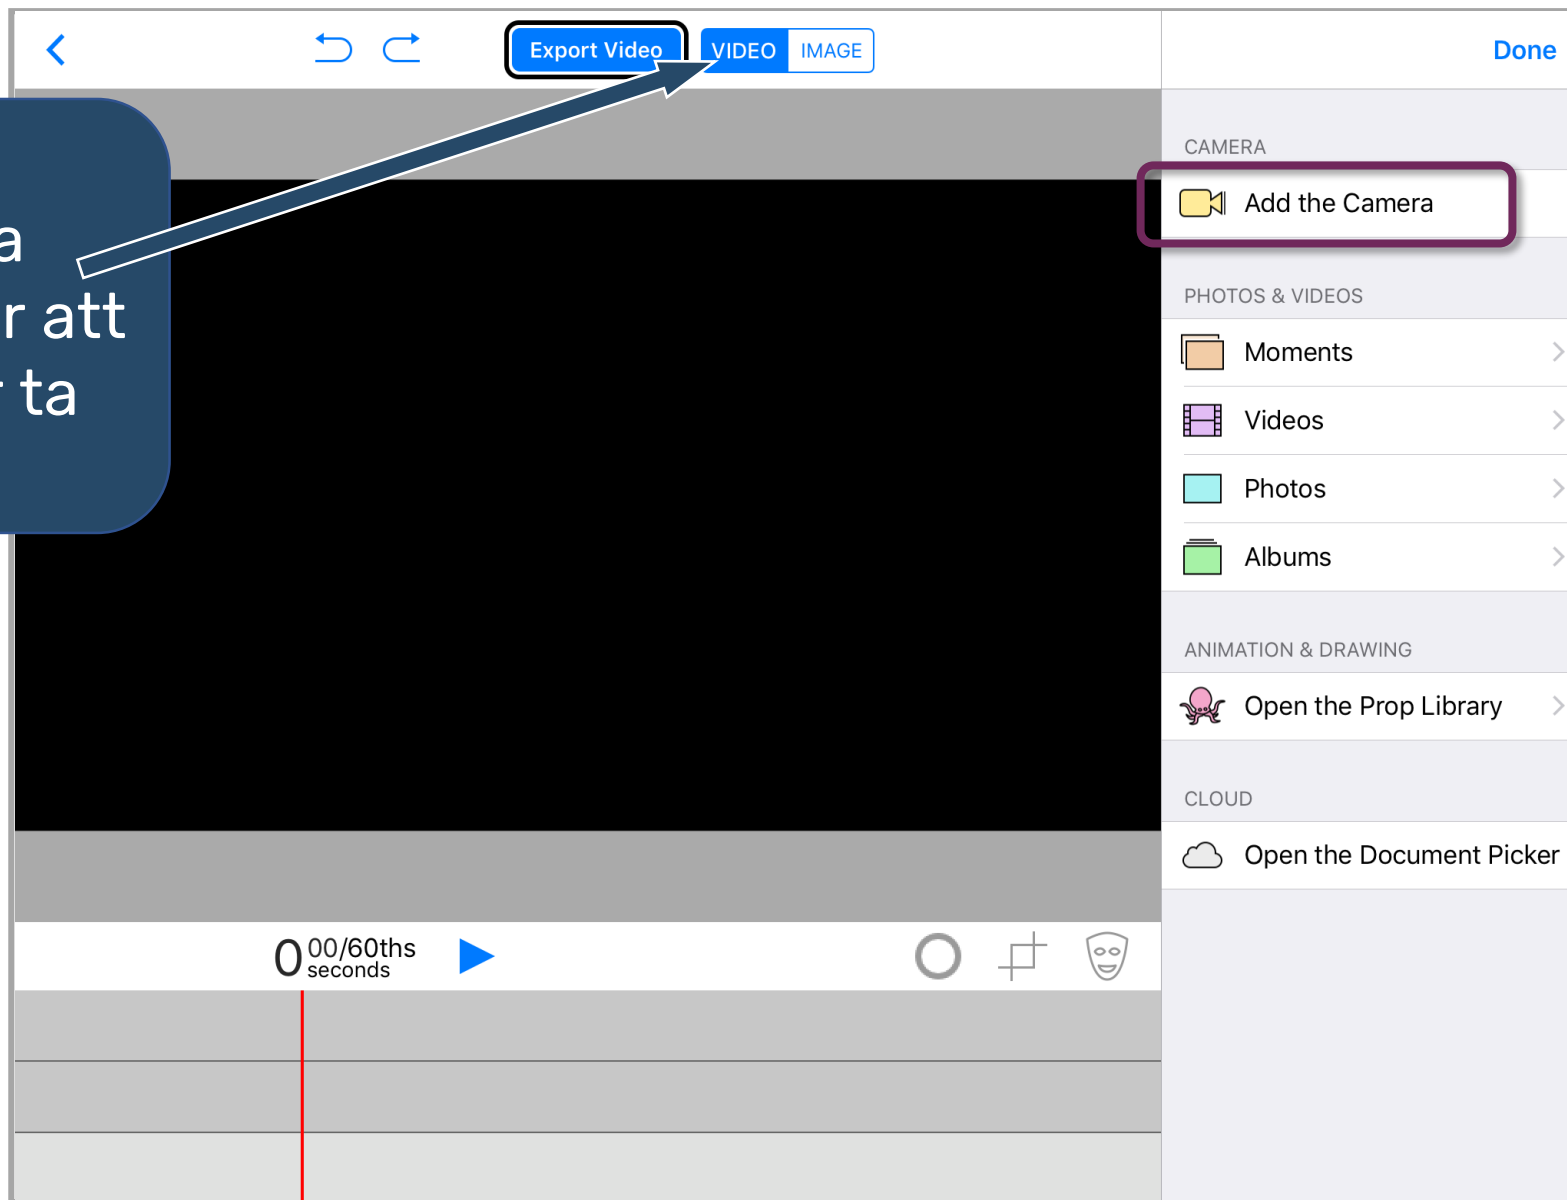 Export Video
VIDEO
IMAGE
Done
a
r att
ta
CAMERA
Add the Camera
PHOTOS & VIDEOS
Moments
Videos
Photos
Albums
ANIMATION & DRAWING
Open the Prop Library
CLOUD
Open the Document Picker
0 00/60ths
seconds